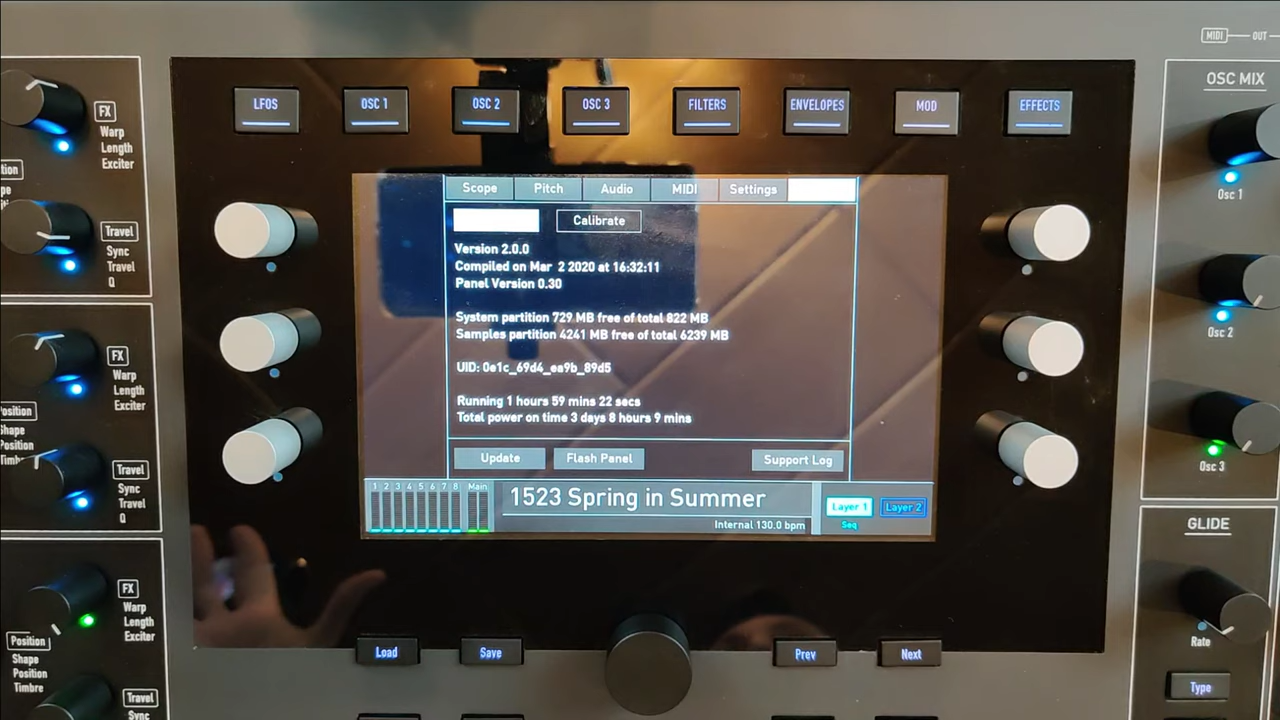 MIDI OUT
LFOS OSC 1 OSC 2 OSC 3 FILTERS ENVELOPES MOD EFFECTS
OSC MIX
FX
Warp
Length
Exciter
Travel
Sync
Travel
Q
FX
Warp
Length
Exciter
Shape
Position
Travel
Sync
Travel
Q
FX
Warp
Length
Exciter
Position
Shape
Position
Timbre
Travel
Sync
Scope Pitch Audio MIDI Settings
Calibrate
Version 2.0.0
Compiled on Mar 2 2020 at 16:32:11
Panel Version 0.30
System partition 729 MB free of total 822 MB
Samples partition 4241 MB free of total 6239 MB
UID: 0e1c_69d4_ea9b_89d5
Running 1 hours 59 mins 22 secs
Total power on time 3 days 8 hours 9 mins
Update Flash Panel Support Log
1 2 3 4 5 6 7 8 Main
1523 Spring in Summer
Internal 130.0 bpm
Layer 1 Layer 2
Seq
Load Save Prev Next
Osc 1
Osc 2
Osc 3
GLIDE
Rate
Type